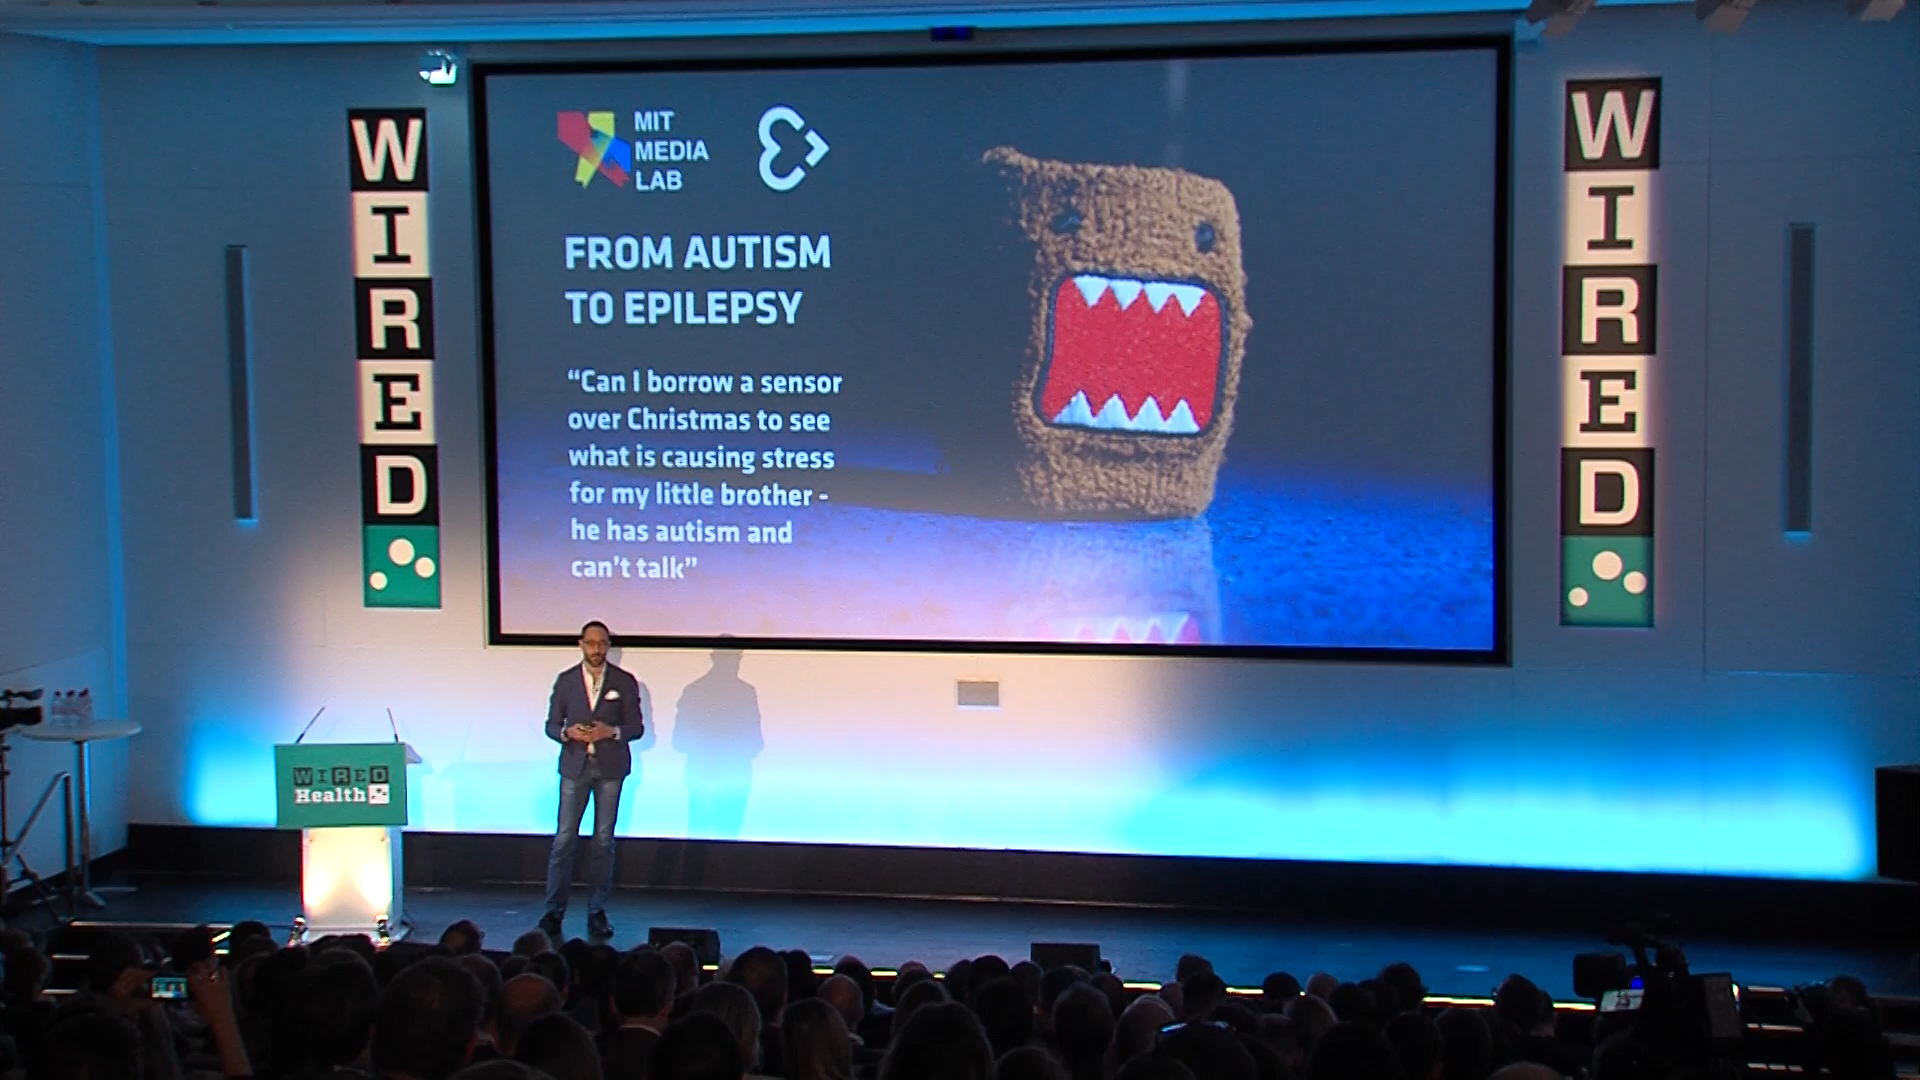 WIRED
MIT
MEDIA
LAB
FROM AUTISM
TO EPILEPSY
“Can I borrow a sensor
over Christmas to see
what is causing stress
for my little brother -
he has autism and
can’t talk”
WIRED
WIRED
Health